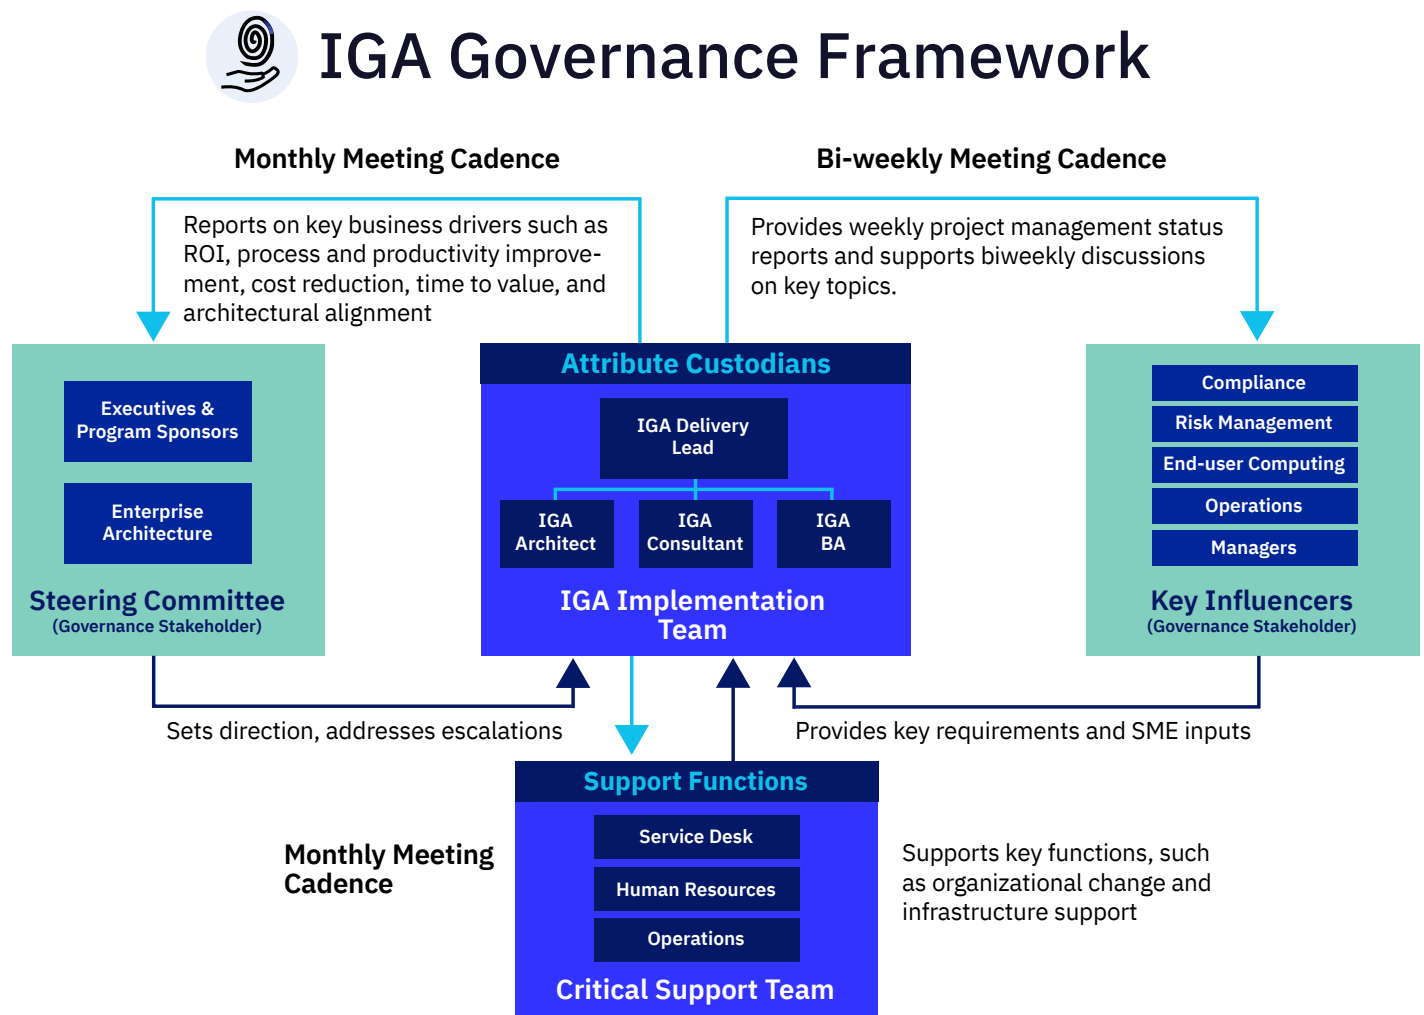 IGA Governance Framework
Monthly Meeting Cadence
Bi-weekly Meeting Cadence
Reports on key business drivers such as
ROI, process and productivity improve-
ment, cost reduction, time to value, and
architectural alignment
Provides weekly project management status
reports and supports biweekly discussions
on key topics.
Executives &
Program Sponsors
Enterprise
Architecture
Steering Committee
(Governance Stakeholder)
Attribute Custodians
IGA Delivery
Lead
IGA
Architect
IGA
Consultant
IGA
BA
IGA Implementation
Team
Compliance
Risk Management
End-user Computing
Operations
Managers
Key Influencers
(Governance Stakeholder)
Sets direction, addresses escalations
Provides key requirements and SME inputs
Monthly Meeting
Cadence
Support Functions
Service Desk
Human Resources
Operations
Critical Support Team
Supports key functions, such
as organizational change and
infrastructure support